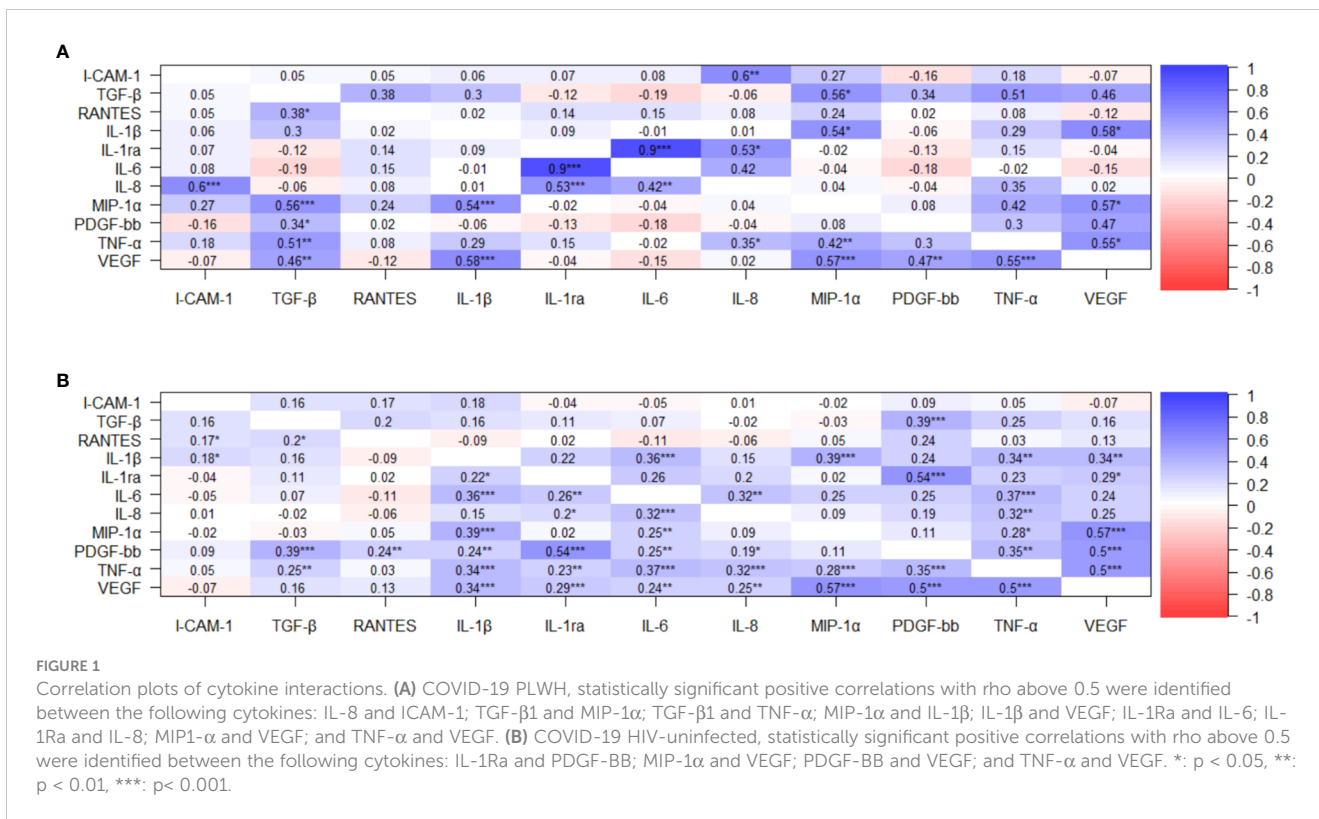 A
I-CAM-1 0.05 0.05 0.06 0.07 0.08 0.6** 0.27 -0.16 0.18 -0.07
TGF-β 0.05 0.38 0.3 -0.12 -0.19 -0.06 0.56* 0.34 0.51 0.46
RANTES 0.05 0.38* 0.02 0.14 0.15 0.08 0.24 0.02 0.08 -0.12
IL-1β 0.06 0.3 0.02 0.09 -0.01 0.01 0.54* -0.06 0.29 0.58*
IL-1ra 0.07 -0.12 0.14 0.09 0.9*** 0.53* -0.02 -0.13 0.15 -0.04
IL-6 0.08 -0.19 0.15 -0.01 0.9*** 0.42 -0.04 -0.18 -0.02 -0.15
IL-8 0.6*** -0.06 0.08 0.01 0.53*** 0.42** 0.04 -0.04 0.35 0.02
MIP-1α 0.27 0.56*** 0.24 0.54*** -0.02 -0.04 0.04 0.08 0.42 0.57*
PDGF-bb -0.16 0.34* 0.02 -0.06 -0.13 -0.18 -0.04 0.08 0.3 0.47
TNF-α 0.18 0.51** 0.08 0.29 0.15 -0.02 0.35* 0.42** 0.3 0.55*
VEGF -0.07 0.46** -0.12 0.58*** -0.04 -0.15 0.02 0.57*** 0.47** 0.55***
I-CAM-1 TGF-β RANTES IL-1β IL-1ra IL-6 IL-8 MIP-1α PDGF-bb TNF-α VEGF
1
0.8
0.6
0.4
0.2
0
-0.2
-0.4
-0.6
-0.8
-1
B
I-CAM-1 0.16 0.17 0.18 -0.04 -0.05 0.01 -0.02 0.09 0.05 -0.07
TGF-β 0.16 0.2 0.16 0.11 0.07 -0.02 -0.03 0.39*** 0.25 0.16
RANTES 0.17* 0.2* -0.09 0.02 -0.11 -0.06 0.05 0.24 0.03 0.13
IL-1β 0.18* 0.16 -0.09 0.22 0.36*** 0.15 0.39*** 0.24 0.34** 0.34**
IL-1ra -0.04 0.11 0.02 0.22* 0.26 0.2 0.02 0.54*** 0.23 0.29*
IL-6 -0.05 0.07 -0.11 0.36*** 0.26** 0.32** 0.25 0.25 0.37*** 0.24
IL-8 0.01 -0.02 -0.06 0.15 0.2* 0.32*** 0.09 0.19 0.32** 0.25
MIP-1α -0.02 -0.03 0.05 0.39*** 0.02 0.25** 0.09 0.11 0.28* 0.57***
PDGF-bb 0.09 0.39*** 0.24** 0.24** 0.54*** 0.25** 0.19* 0.11 0.35** 0.5***
TNF-α 0.05 0.25** 0.03 0.34*** 0.23** 0.37*** 0.32*** 0.28*** 0.35*** 0.5***
VEGF -0.07 0.16 0.13 0.34*** 0.29*** 0.24** 0.25** 0.57*** 0.5*** 0.5***
I-CAM-1 TGF-β RANTES IL-1β IL-1ra IL-6 IL-8 MIP-1α PDGF-bb TNF-α VEGF
1
0.8
0.6
0.4
0.2
0
-0.2
-0.4
-0.6
-0.8
-1
FIGURE 1
Correlation plots of cytokine interactions. (A) COVID-19 PLWH, statistically significant positive correlations with rho above 0.5 were identified
between the following cytokines: IL-8 and ICAM-1; TGF-β1 and MIP-1α; TGF-β1 and TNF-α; MIP-1α and IL-1β; IL-1β and VEGF; IL-1Ra and IL-6; IL-
1Ra and IL-8; MIP1-α and VEGF; and TNF-α and VEGF. (B) COVID-19 HIV-uninfected, statistically significant positive correlations with rho above 0.5
were identified between the following cytokines: IL-1Ra and PDGF-BB; MIP-1α and VEGF; PDGF-BB and VEGF; and TNF-α and VEGF. *: p < 0.05, **:
p < 0.01, ***: p< 0.001.